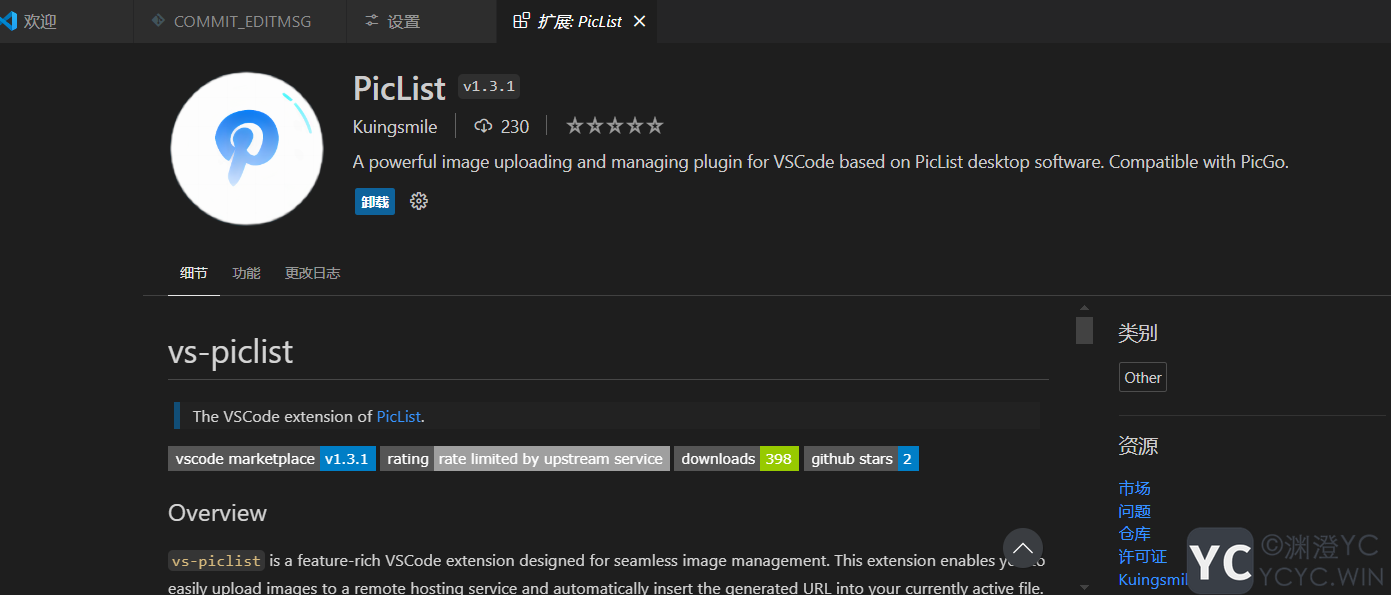 欢迎 COMMIT_EDITMSG 设置 扩展: PicList
PicList v1.3.1
Kuingsmile 230
A powerful image uploading and managing plugin for VSCode based on PicList desktop software. Compatible with PicGo.
卸载
细节 功能 更改日志
vs-piclist
The VSCode extension of PicList.
vscode marketplace v1.3.1 rating rate limited by upstream service downloads 398 github stars 2
Overview
vs-piclist is a feature-rich VSCode extension designed for seamless image management. This extension enables to
easily upload images to a remote hosting service and automatically insert the generated URL into your currently active file.
类别
Other
资源
市场
问题
仓库
许可证
Kuingsmil
YC ©渊澄YC
YCYC.WIN